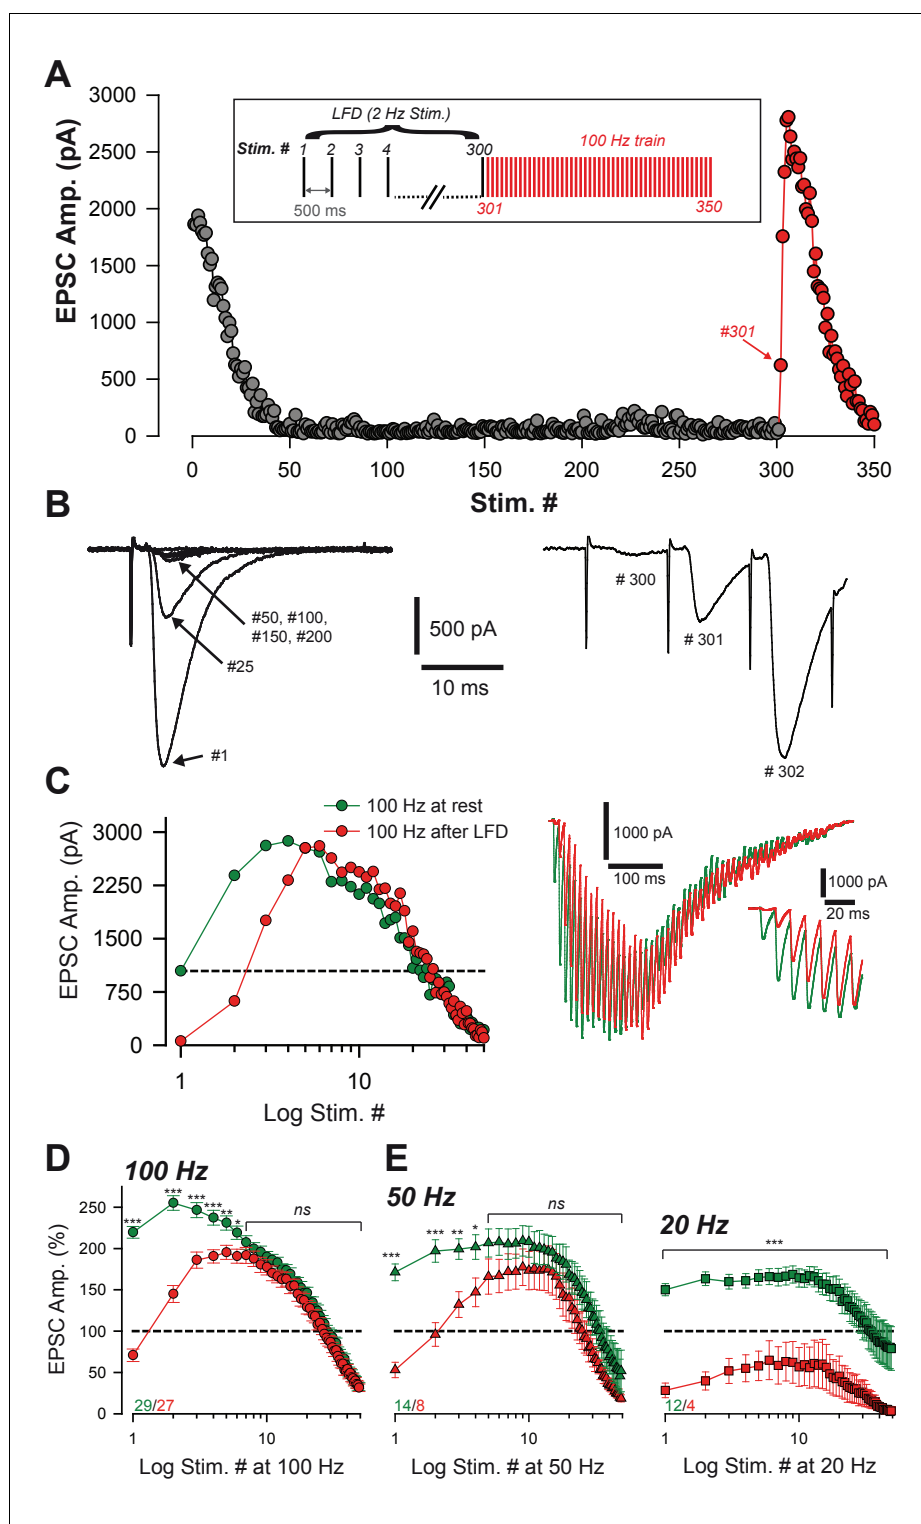 A
3000
2500
2000
1500
1000
500
0
EPSC Amp. (pA)
LFD (2 Hz Stim.)
Stim. # 1 2 3 4 300
100 Hz train
500 ms
301 350
#301
0 50 100 150 200 250 300 350
Stim. #
B
#50, #100,
#150, #200
#25
#1
500 pA
10 ms
# 300
# 301
# 302
C
100 Hz at rest
100 Hz after LFD
3000
2250
1500
750
0
EPSC Amp. (pA)
1 10
Log Stim. #
1000 pA
100 ms
1000 pA
20 ms
D
100 Hz
250
200
150
100
50
0
EPSC Amp. (%)
*** *** *** *** ** *
ns
29/27
1 10
Log Stim. # at 100 Hz
E
50 Hz
*** *** ** *
ns
14/8
1 10
Log Stim. # at 50 Hz
20 Hz
***
12/4
1 10
Log Stim. # at 20 Hz